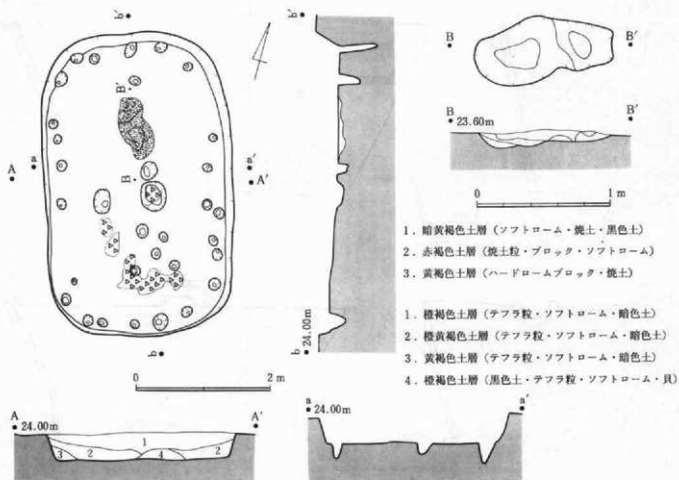 b'
b'
B
B'
B'
B
23.60m
B'
a
A
a'
A'
B
0
1 m
1. 暗黄褐色土層(ソフトローム・焼土・黒色土)
2. 赤褐色土層(焼土粒・ブロック・ソフトローム)
3. 黄褐色土層(ハードロームブロック・焼土)
1. 橙褐色土層(テフラ粒・ソフトローム・暗色土)
2. 橙黄褐色土層(テフラ粒・ソフトローム・暗色土)
3. 黄褐色土層(テフラ粒・ソフトローム・暗色土)
4. 橙褐色土層(黒色土・テフラ粒・ソフトローム・貝)
b
b
24.00m
0
2 m
A
24.00m
A'
1
3
2
4
2
a
24.00m
a'